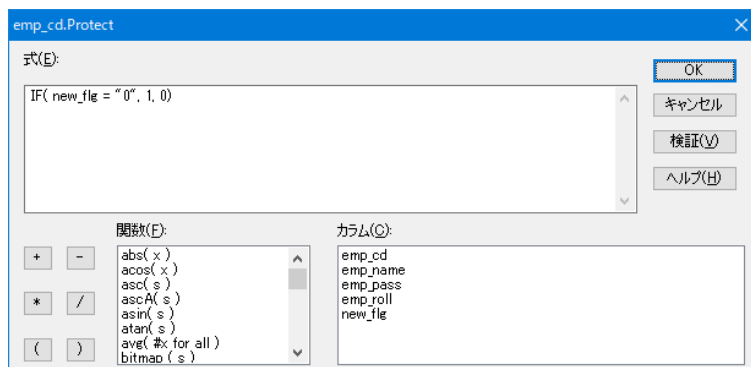 emp_cd.Protect
式(E):
IF( new_flg = "0", 1, 0)
OK
キャンセル
検証(V)
ヘルプ(H)
関数(F):
カラム(C):
+ -
* /
( )
abs( x )
acos( x )
asc( s )
ascA( s )
asin( s )
atan( s )
avg( #x for all )
bitmap ( s )
emp_cd
emp_name
emp_pass
emp_roll
new_flg